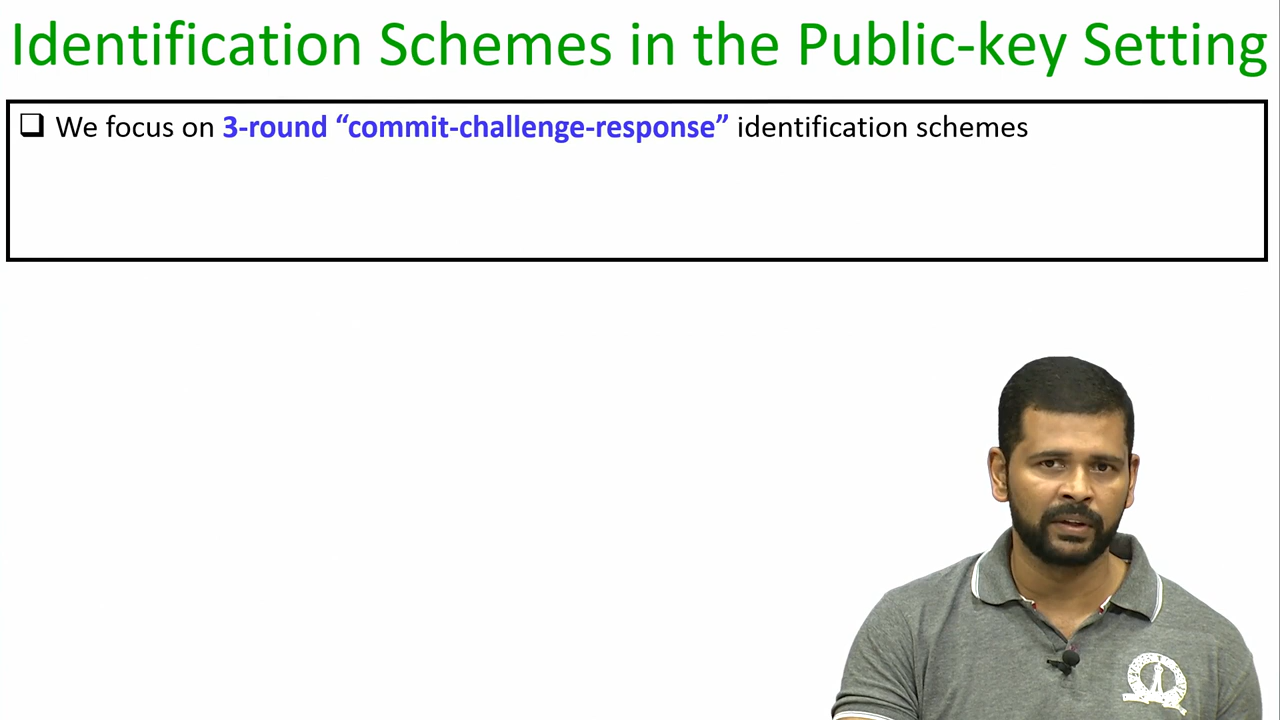 Identification Schemes in the Public-key Setting
❑ We focus on 3-round “commit-challenge-response” identification schemes